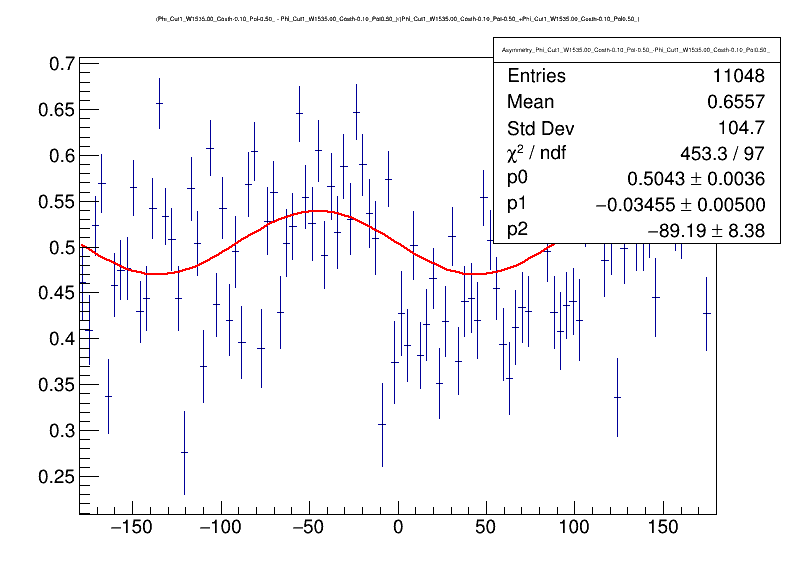 (Phi_Cut1_W1535.00_Costh-0.10_Pol-0.50_ - Phi_Cut1_W1535.00_Costh-0.10_Pol0.50_)/(Phi_Cut1_W1535.00_Costh-0.10_Pol-0.50_+Phi_Cut1_W1535.00_Costh-0.10_Pol0.50_)
Asymmetry_Phi_Cut1_W1535.00_Costh-0.10_Pol-0.50_-Phi_Cut1_W1535.00_Costh-0.10_Pol0.50_
Entries 11048
Mean 0.6557
Std Dev 104.7
χ² / ndf 453.3 / 97
p0 0.5043 ± 0.0036
p1 −0.03455 ± 0.00500
p2 −89.19 ± 8.38
0.7
0.65
0.6
0.55
0.5
0.45
0.4
0.35
0.3
0.25
−150 −100 −50 0 50 100 150